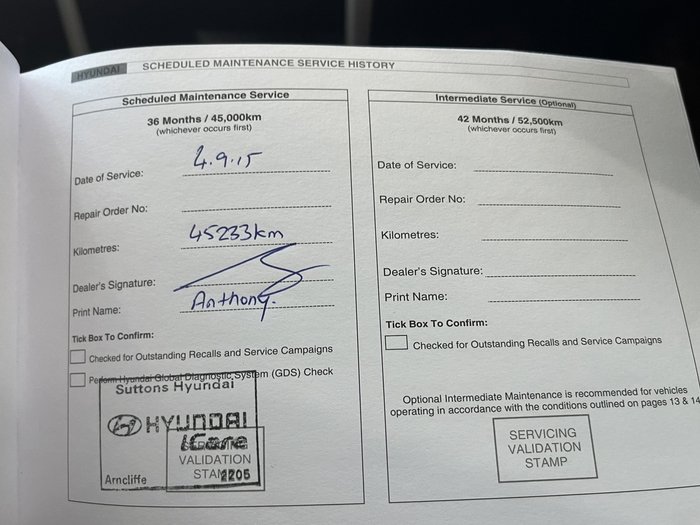 HYUNDAI SCHEDULED MAINTENANCE SERVICE HISTORY
Scheduled Maintenance Service
36 Months / 45,000km
(whichever occurs first)
Date of Service: 4.9.15
Repair Order No:
Kilometres: 45233km
Dealer's Signature:
Print Name: Anthony.
Tick Box To Confirm:
Checked for Outstanding Recalls and Service Campaigns
Perform Hyundai Global Diagnostic System (GDS) Check
Suttons Hyundai
HYUNDAI
iCare
SERVICING
VALIDATION
STAMP
Arncliffe 2205
Intermediate Service (Optional)
42 Months / 52,500km
(whichever occurs first)
Date of Service:
Repair Order No:
Kilometres:
Dealer's Signature:
Print Name:
Tick Box To Confirm:
Checked for Outstanding Recalls and Service Campaigns
Optional Intermediate Maintenance is recommended for vehicles
operating in accordance with the conditions outlined on pages 13 & 14
SERVICING
VALIDATION
STAMP